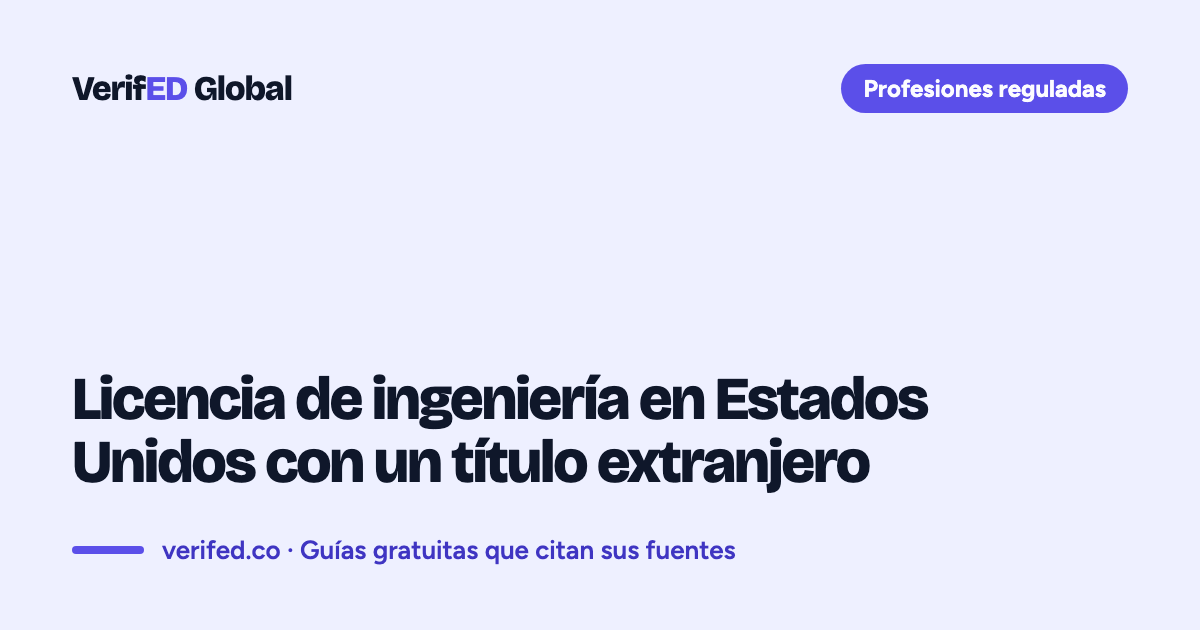 VerifED Global
Profesiones reguladas
Licencia de ingeniería en Estados
Unidos con un título extranjero
verifed.co · Guías gratuitas que citan sus fuentes